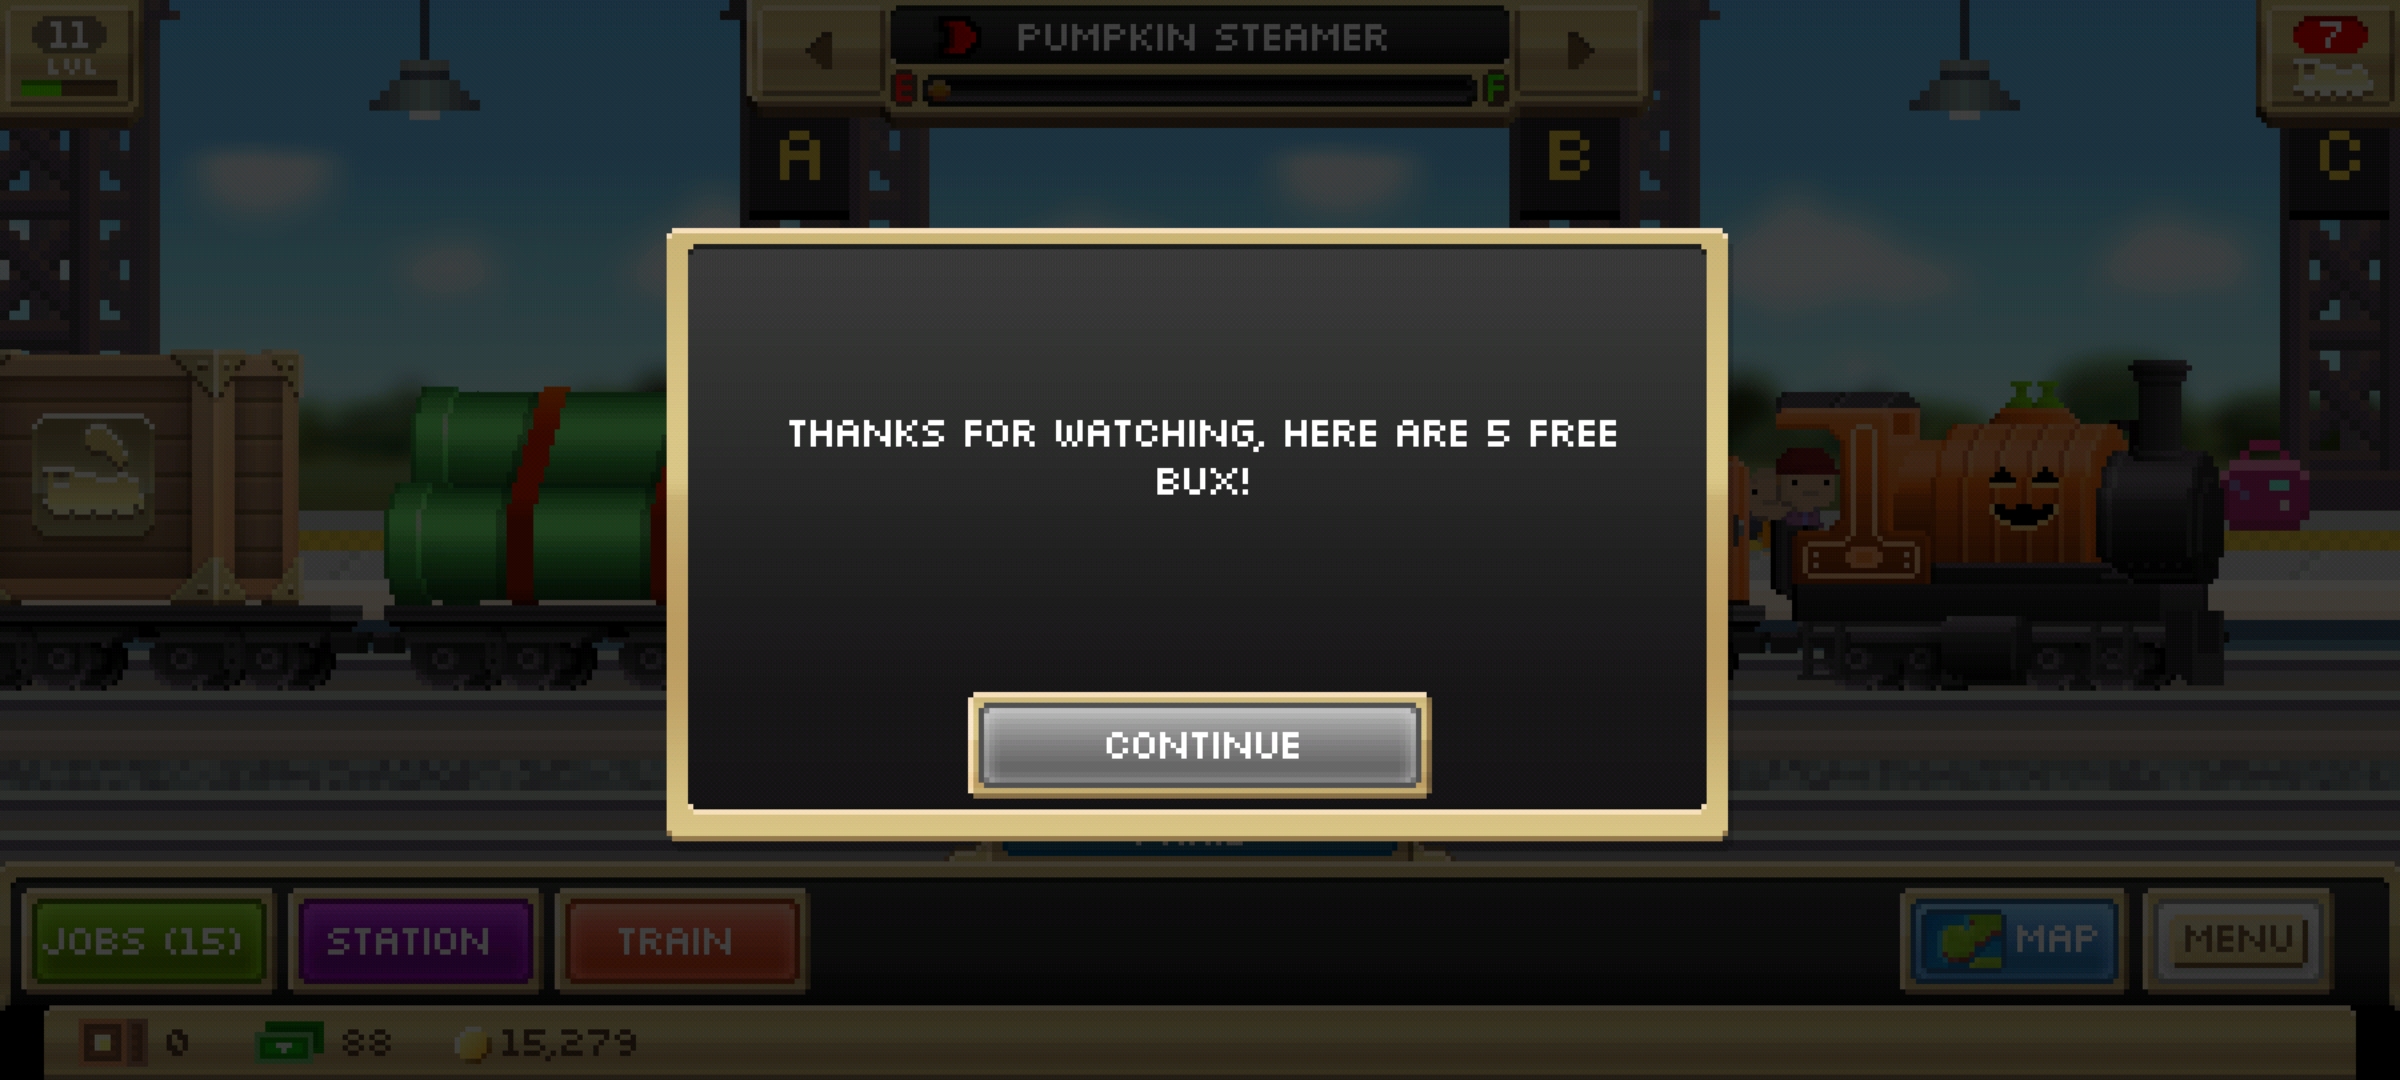 11
LVL
PUMPKIN STEAMER
E
F
7
A
B
C
THANKS FOR WATCHING, HERE ARE 5 FREE
BUX!
CONTINUE
JOBS (15)
STATION
TRAIN
MAP
MENU
0
88
15,279